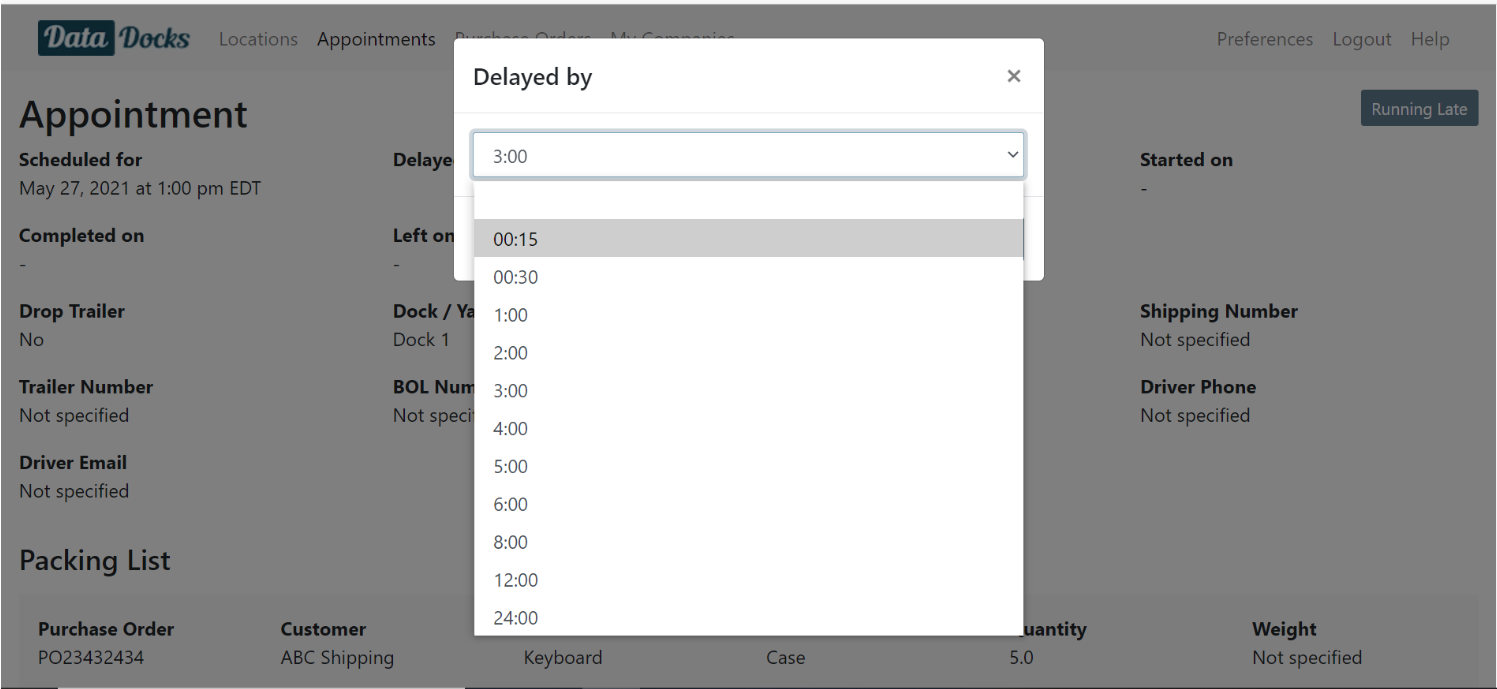 Data Docks Locations Appointments Purchase Orders My Companies Preferences Logout Help
Delayed by ×
Appointment Running Late
3:00
Scheduled for Delaye Started on
May 27, 2021 at 1:00 pm EDT -
Completed on Left on
- -
00:15
00:30
1:00
2:00
3:00
4:00
5:00
6:00
8:00
12:00
24:00
Drop Trailer Dock / Ya Shipping Number
No Dock 1 Not specified
Trailer Number BOL Num Driver Phone
Not specified Not speci Not specified
Driver Email
Not specified
Packing List
Purchase Order Customer uantity Weight
PO23432434 ABC Shipping Keyboard Case 5.0 Not specified